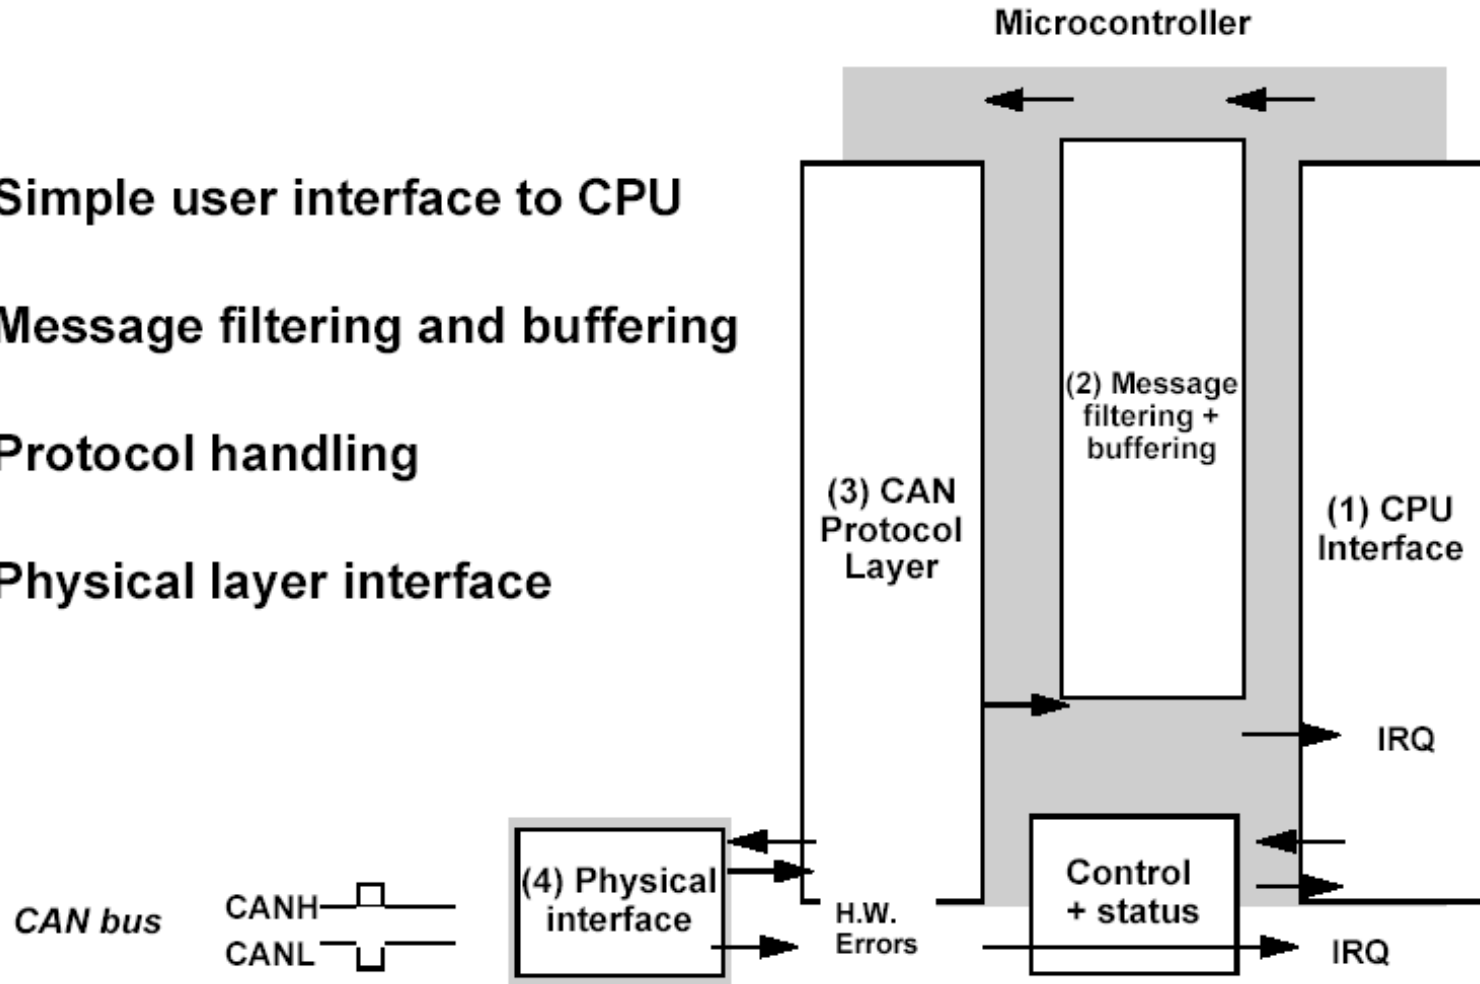 Microcontroller
Simple user interface to CPU
Message filtering and buffering
Protocol handling
Physical layer interface
(2) Message
filtering +
buffering
(3) CAN
Protocol
Layer
(1) CPU
Interface
IRQ
(4) Physical
interface
Control
+ status
H.W.
Errors
IRQ
CAN bus
CANH
CANL